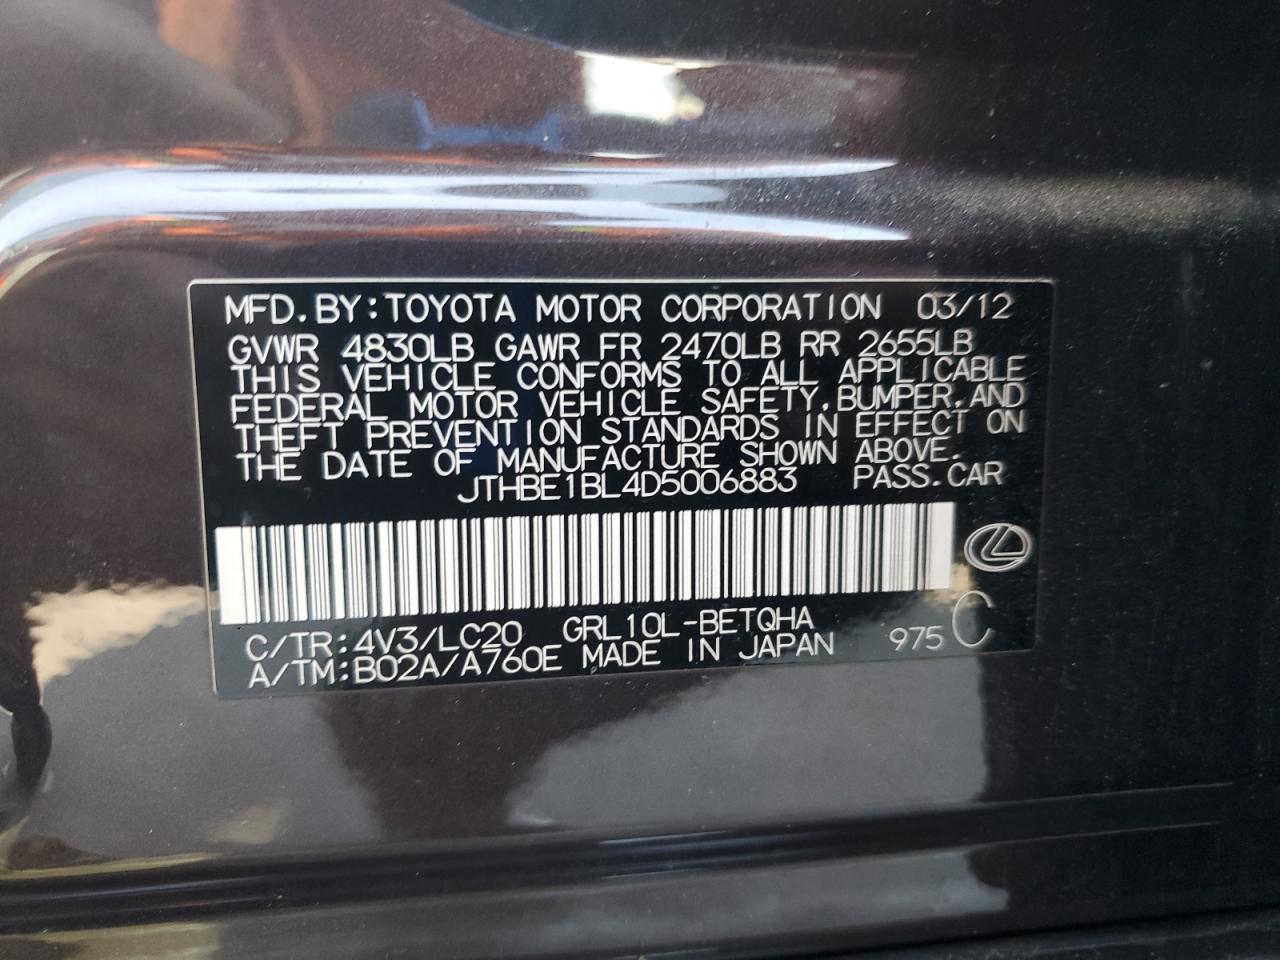 MFD.BY:TOYOTA MOTOR CORPORATION 03/12
GVWR 4830LB GAWR FR 2470LB RR 2655LB
THIS VEHICLE CONFORMS TO ALL APPLICABLE
FEDERAL MOTOR VEHICLE SAFETY,BUMPER,AND
THEFT PREVENTION STANDARDS IN EFFECT ON
THE DATE OF MANUFACTURE SHOWN ABOVE.
JTHBE1BL4D5006883 PASS.CAR
C/TR:4V3/LC20 GRL10L-BETQHA
A/TM:B02A/A760E MADE IN JAPAN 975 C